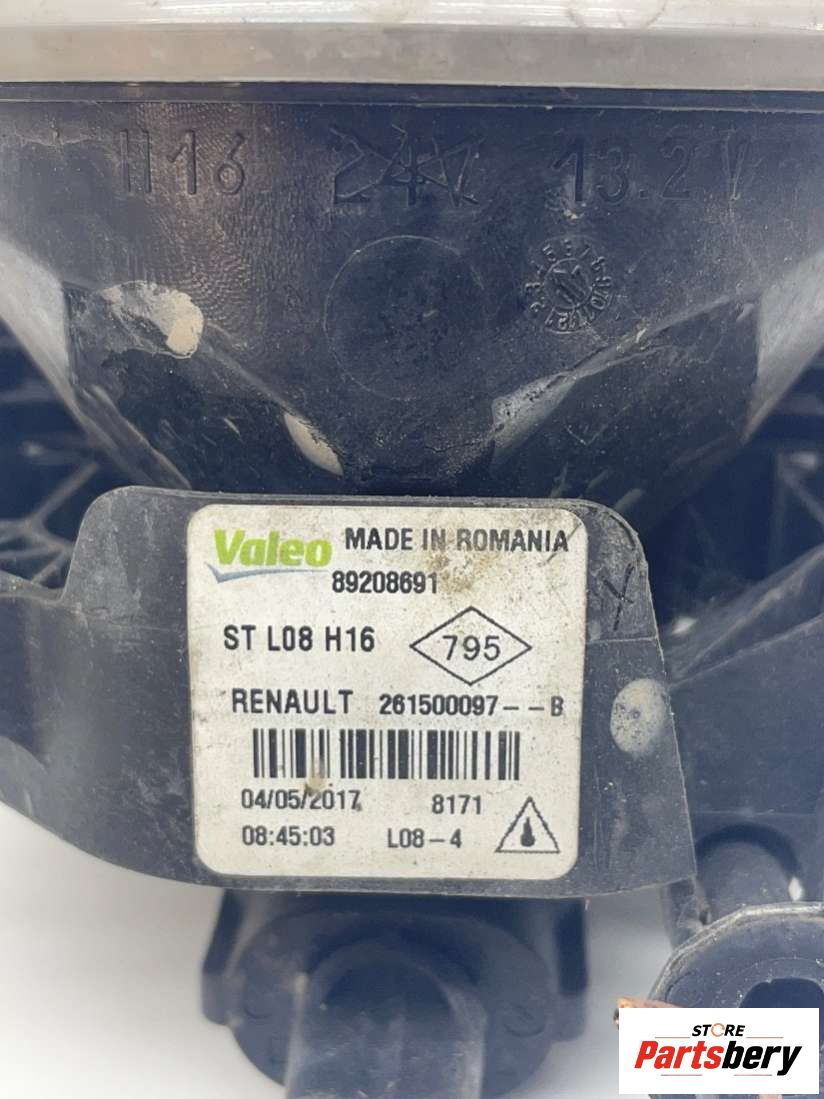 H16 24V 13.2V
Valeo MADE IN ROMANIA
89208691
ST L08 H16 795
RENAULT 261500097--B
04/05/2017 8171
08:45:03 L08-4
STORE
Partsbery